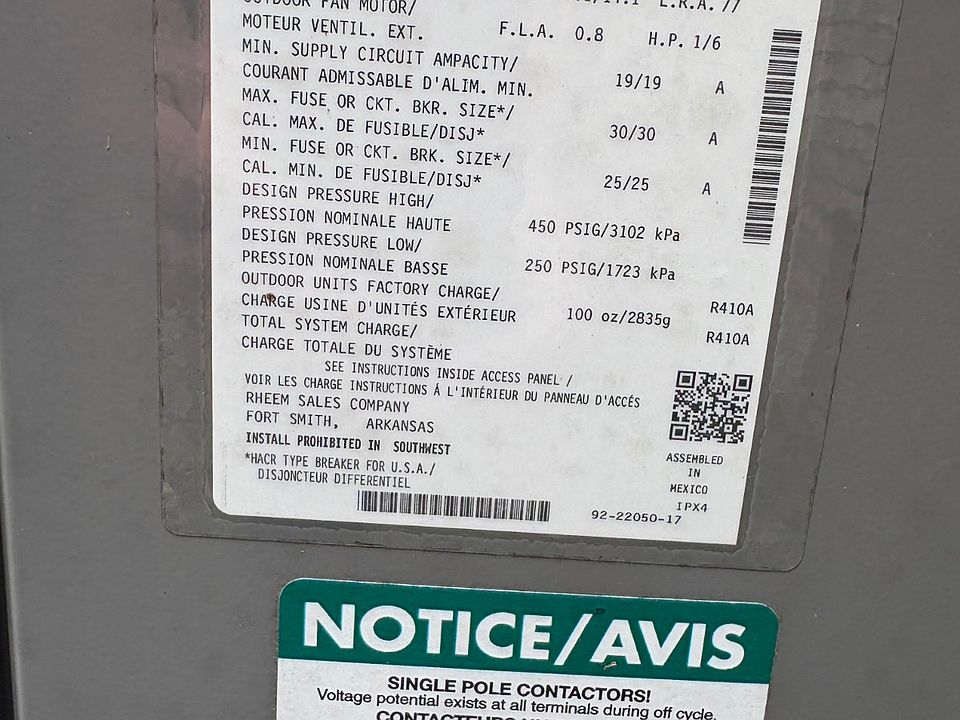 OUTDOOR FAN MOTOR/
L.R.A. 77
MOTEUR VENTIL. EXT. F.L.A. 0.8 H.P. 1/6
MIN. SUPPLY CIRCUIT AMPACITY/
COURANT ADMISSABLE D'ALIM. MIN. 19/19 A
MAX. FUSE OR CKT. BKR. SIZE*/
CAL. MAX. DE FUSIBLE/DISJ* 30/30 A
MIN. FUSE OR CKT. BRK. SIZE*/
CAL. MIN. DE FUSIBLE/DISJ* 25/25 A
DESIGN PRESSURE HIGH/
PRESSION NOMINALE HAUTE 450 PSIG/3102 kPa
DESIGN PRESSURE LOW/
PRESSION NOMINALE BASSE 250 PSIG/1723 kPa
OUTDOOR UNITS FACTORY CHARGE/
CHARGE USINE D'UNITÉS EXTÉRIEUR 100 oz/2835g R410A
TOTAL SYSTEM CHARGE/ R410A
CHARGE TOTALE DU SYSTÈME
SEE INSTRUCTIONS INSIDE ACCESS PANEL /
VOIR LES CHARGE INSTRUCTIONS Á L'INTÉRIEUR DU PANNEAU D'ACCÉS
RHEEM SALES COMPANY
FORT SMITH, ARKANSAS
INSTALL PROHIBITED IN SOUTHWEST
*HACR TYPE BREAKER FOR U.S.A./
DISJONCTEUR DIFFERENTIEL
ASSEMBLED
IN
MEXICO
IPX4
92-22050-17
NOTICE/AVIS
SINGLE POLE CONTACTORS!
Voltage potential exists at all terminals during off cycle.